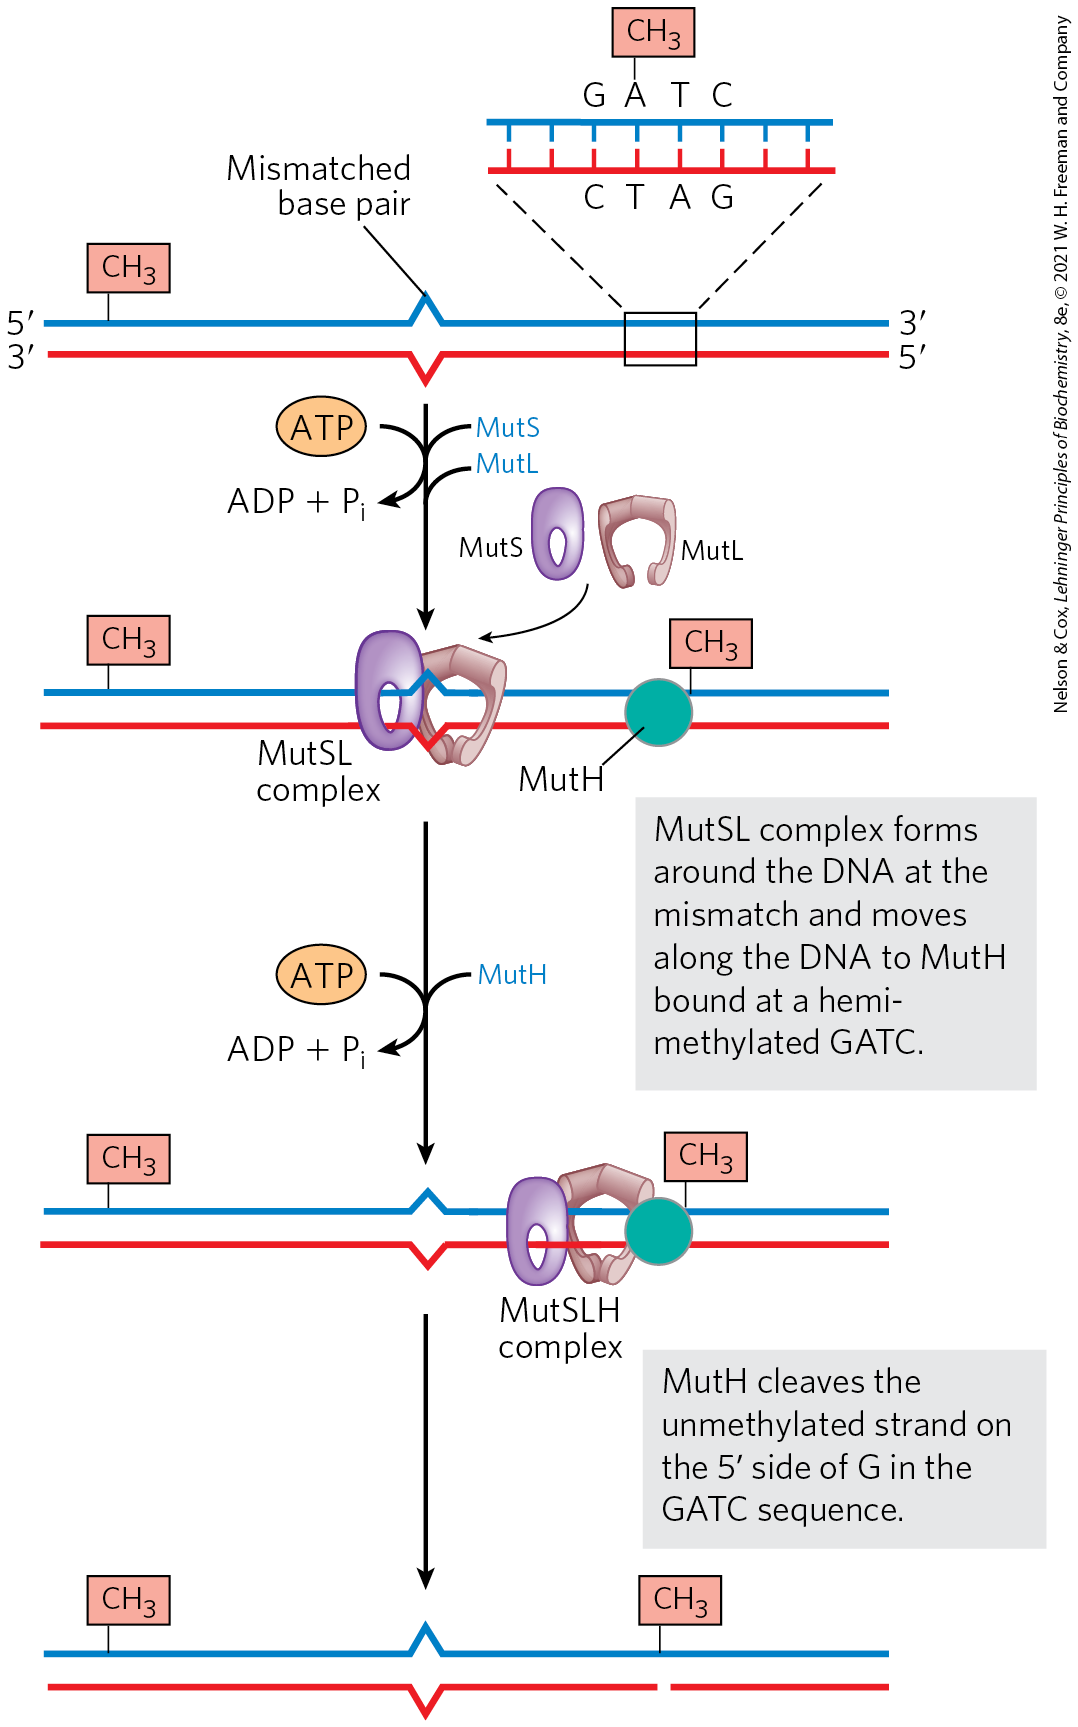 CH₃
G A T C
C T A G
Mismatched
base pair
CH₃
5′
3′
3′
5′
ATP
MutS
MutL
ADP + Pᵢ
MutS
MutL
CH₃
CH₃
MutSL
complex
MutH
MutSL complex forms
around the DNA at the
mismatch and moves
along the DNA to MutH
bound at a hemi-
methylated GATC.
ATP
MutH
ADP + Pᵢ
CH₃
CH₃
MutSLH
complex
MutH cleaves the
unmethylated strand on
the 5′ side of G in the
GATC sequence.
CH₃
CH₃
Nelson & Cox, Lehninger Principles of Biochemistry, 8e, © 2021 W. H. Freeman and Company